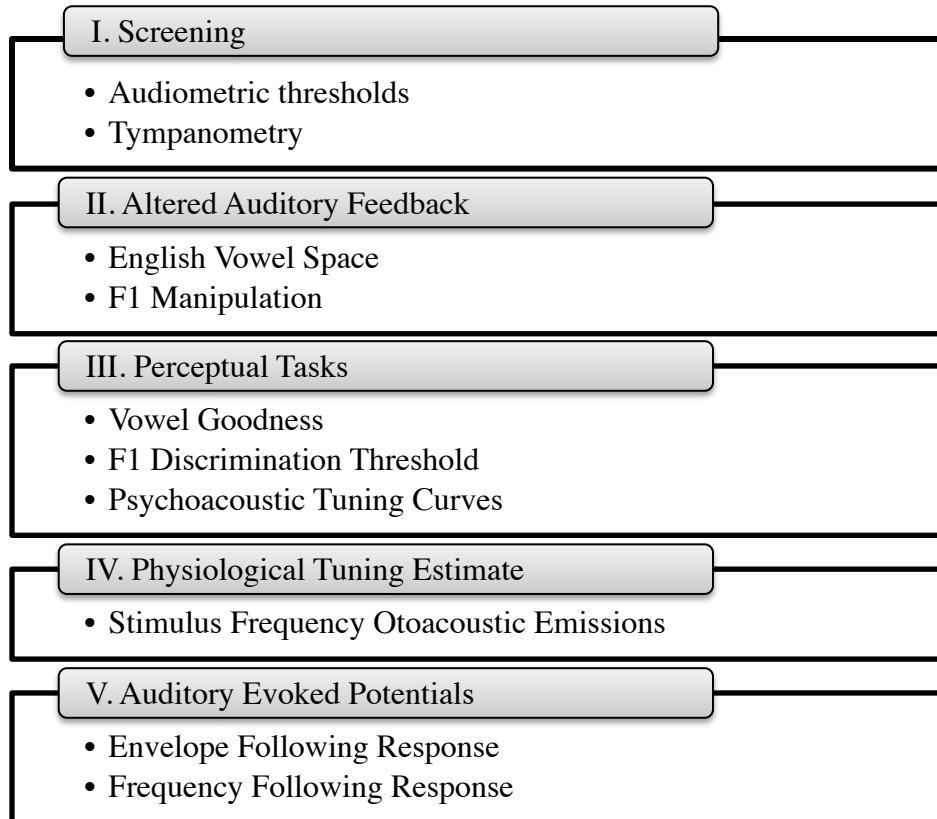 I. Screening
• Audiometric thresholds
• Tympanometry
II. Altered Auditory Feedback
• English Vowel Space
• F1 Manipulation
III. Perceptual Tasks
• Vowel Goodness
• F1 Discrimination Threshold
• Psychoacoustic Tuning Curves
IV. Physiological Tuning Estimate
• Stimulus Frequency Otoacoustic Emissions
V. Auditory Evoked Potentials
• Envelope Following Response
• Frequency Following Response